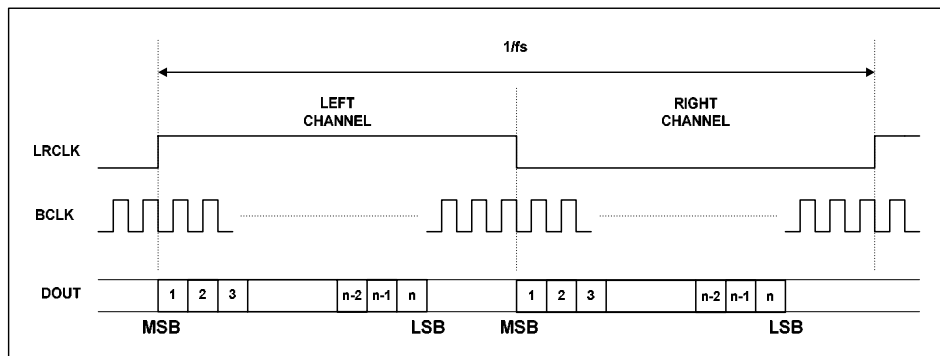 1/fs
LEFT
CHANNEL
RIGHT
CHANNEL
LRCLK
BCLK
DOUT
1 2 3 n-2 n-1 n 1 2 3 n-2 n-1 n
MSB LSB MSB LSB